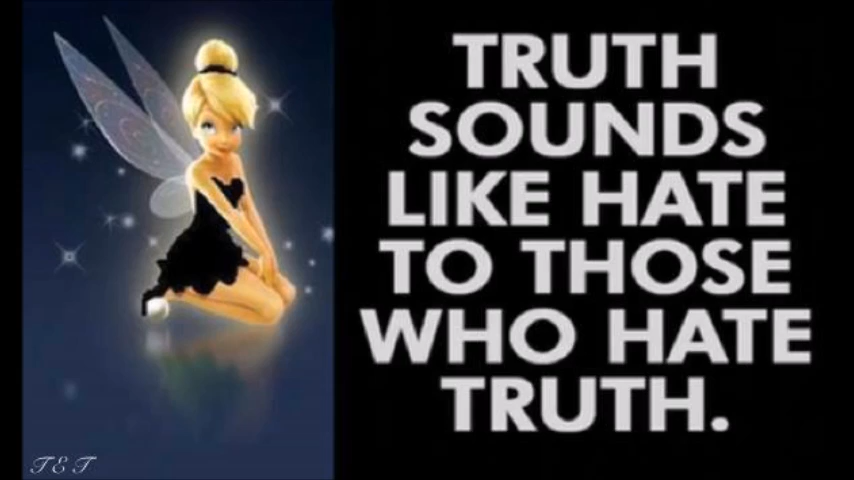 TRUTH
SOUNDS
LIKE HATE
TO THOSE
WHO HATE
TRUTH.
T&T